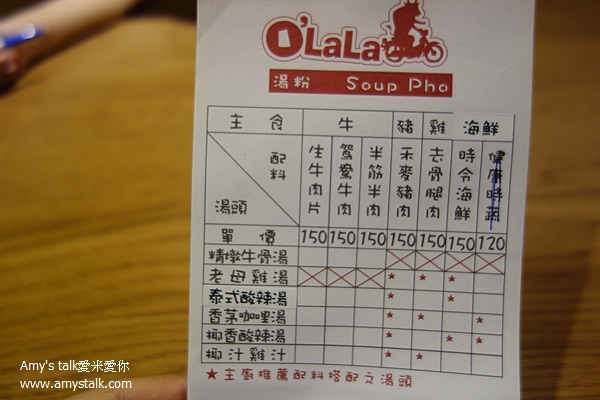 O'LaLa
湯粉 Soup Pho
主食 牛 豬 雞 海鮮
配料 湯頭 生牛肉片 鴛鴦牛肉 半筋半肉 禾麥豬肉 去骨腿肉 時令海鮮 健康時蔬
單價 150 150 150 150 150 150 120
精燉牛骨湯
老母雞湯 ★ ★ ★
泰式酸辣湯 ★ ★
香茅咖哩湯 ★ ★ ★
椰香酸辣湯 ★ ★ ★
椰汁雞汁 ★ ★
★主廚推薦配料搭配之湯頭
Amy's talk愛米愛你
www.amystalk.com